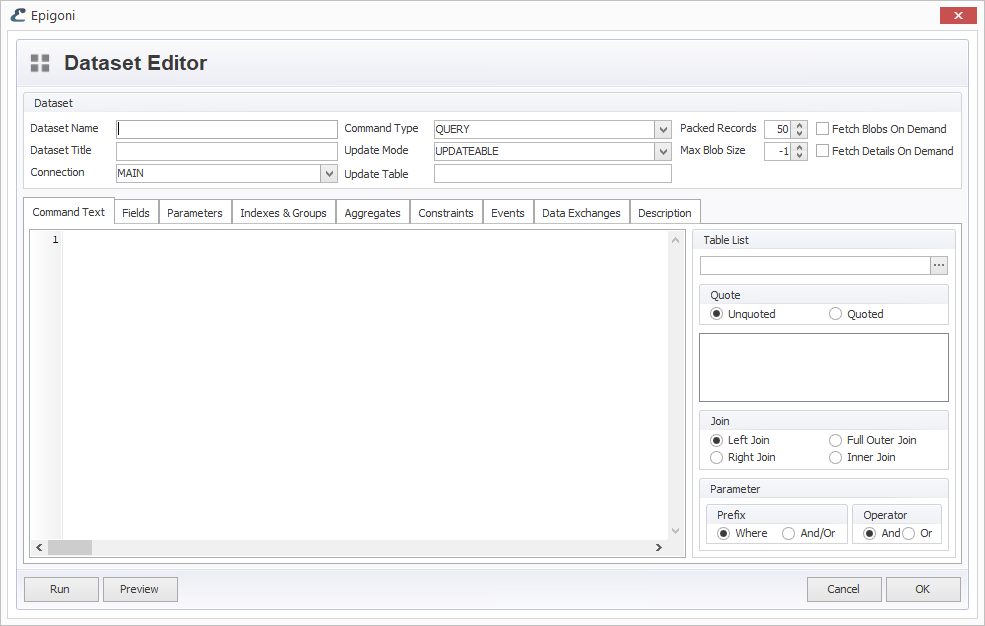 Epigoni
Dataset Editor
Dataset
Dataset Name
Command Type QUERY
Packed Records 50
Fetch Blobs On Demand
Dataset Title
Update Mode UPDATEABLE
Max Blob Size -1
Fetch Details On Demand
Connection MAIN
Update Table
Command Text Fields Parameters Indexes & Groups Aggregates Constraints Events Data Exchanges Description
1
Table List
...
Quote
Unquoted Quoted
Join
Left Join Full Outer Join
Right Join Inner Join
Parameter
Prefix Operator
Where And/Or And Or
Run Preview Cancel OK